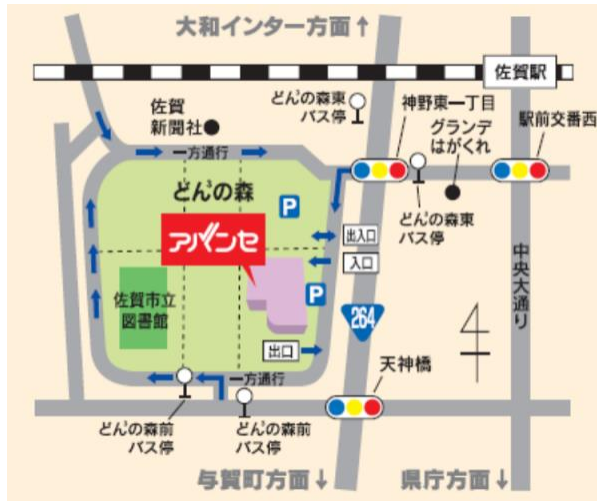 大和インター方面↑
佐賀駅
どん3の森東
バス停
神野東一丁目
駅前交番西
佐賀
新聞社
グランデ
はがくれ
一方通行
どん3の森
P
どん3の森東
バス停
アバンセ
出入口
入口
中央大通り
佐賀市立
図書館
P
264
出口
天神橋
一方通行
どん3の森前
バス停
どん3の森前
バス停
与賀町方面↓
県庁方面↓